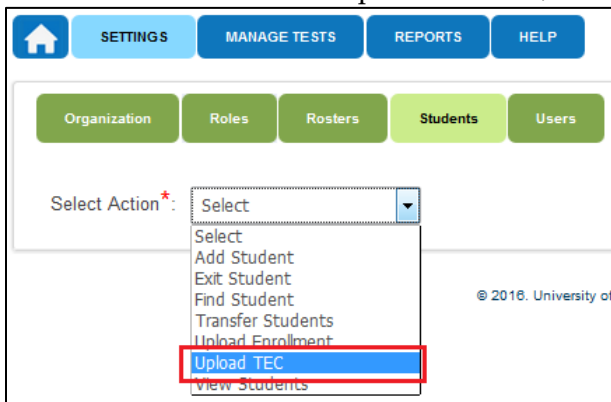 SETTINGS MANAGE TESTS REPORTS HELP
Organization Roles Rosters Students Users
Select Action*: Select
Select
Add Student
Exit Student
Find Student
Transfer Students
Upload Enrollment
Upload TEC
View Students
© 2016. University of